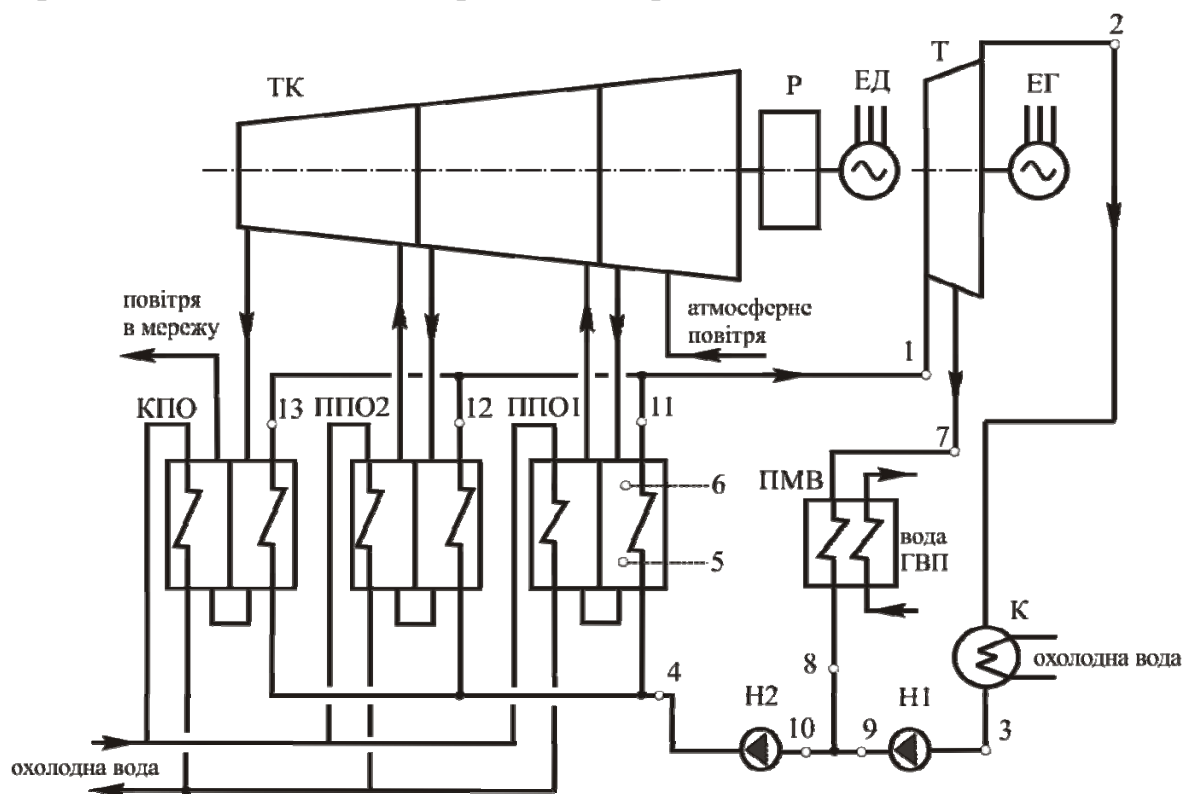 2
Т
ТК
Р
ЕД
ЕГ
повітря
в мережу
атмосферне
повітря
1
КПО
13
ППО2
12
ППО1
11
7
6
ПМВ
вода
ГВП
5
К
охолодна вода
8
4
Н2
Н1
10
9
3
охолодна вода